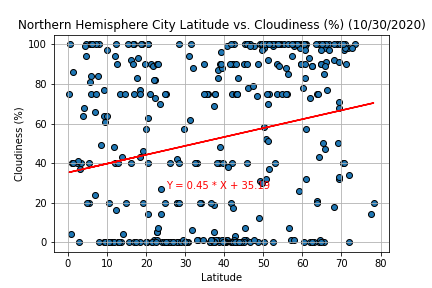 Northern Hemisphere City Latitude vs. Cloudiness (%) (10/30/2020)
100
80
60
40
20
0
Cloudiness (%)
Y = 0.45 * X + 35.19
0 10 20 30 40 50 60 70 80
Latitude